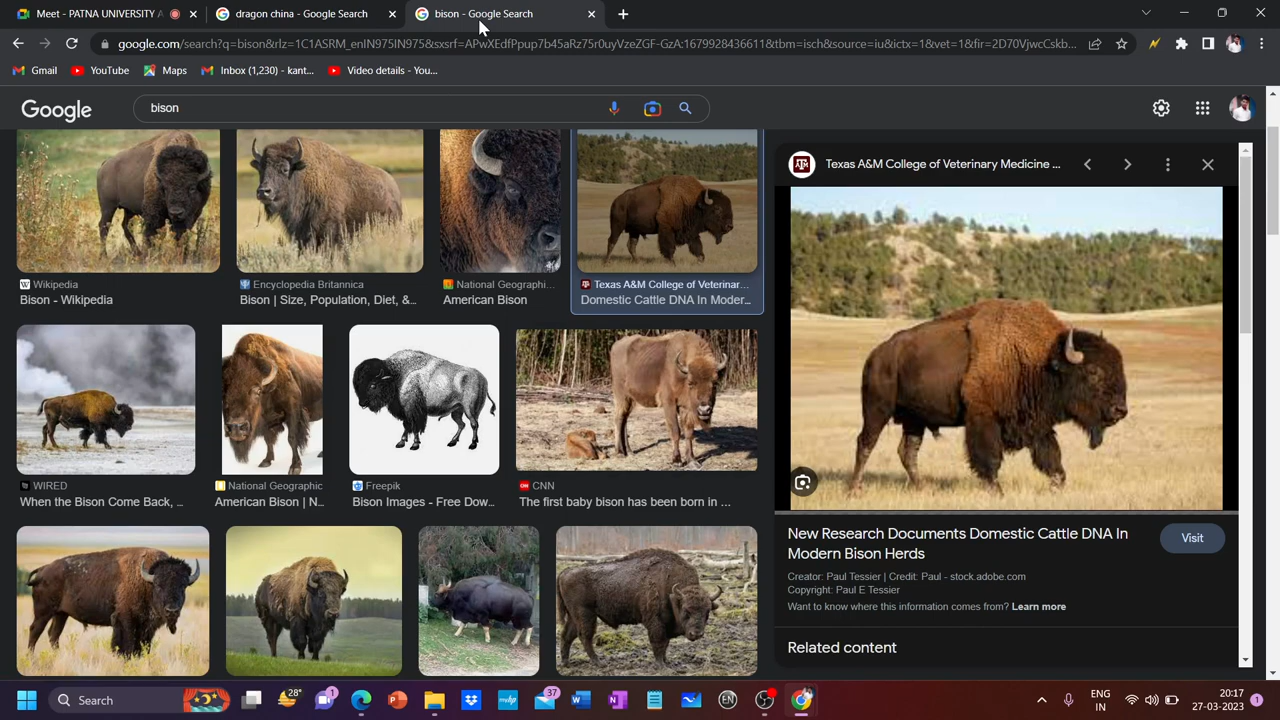 Meet - PATNA UNIVERSITY A
dragon china - Google Search
bison - Google Search
google.com/search?q=bison&rlz=1C1ASRM_enIN975IN975&sxsrf=APwXEdfPpup7b45aRz75r0uyVzeZGF-GzA:1679928436611&tbm=isch&source=iu&ictx=1&vet=1&fir=2D70VjwcCskb...
Gmail
YouTube
Maps
Inbox (1,230) - kant...
Video details - You...
Google
bison
Wikipedia
Bison - Wikipedia
Encyclopedia Britannica
Bison | Size, Population, Diet, &...
National Geographi...
American Bison
Texas A&M College of Veterinar...
Domestic Cattle DNA In Moder...
WIRED
When the Bison Come Back, ...
National Geographic
American Bison | N...
Freepik
Bison Images - Free Dow...
CNN
The first baby bison has been born in ...
Texas A&M College of Veterinary Medicine ...
New Research Documents Domestic Cattle DNA In
Modern Bison Herds
Visit
Creator: Paul Tessier | Credit: Paul - stock.adobe.com
Copyright: Paul E Tessier
Want to know where this information comes from? Learn more
Related content
Search
28°
1
37
EN
ENG
IN
20:17
27-03-2023
1